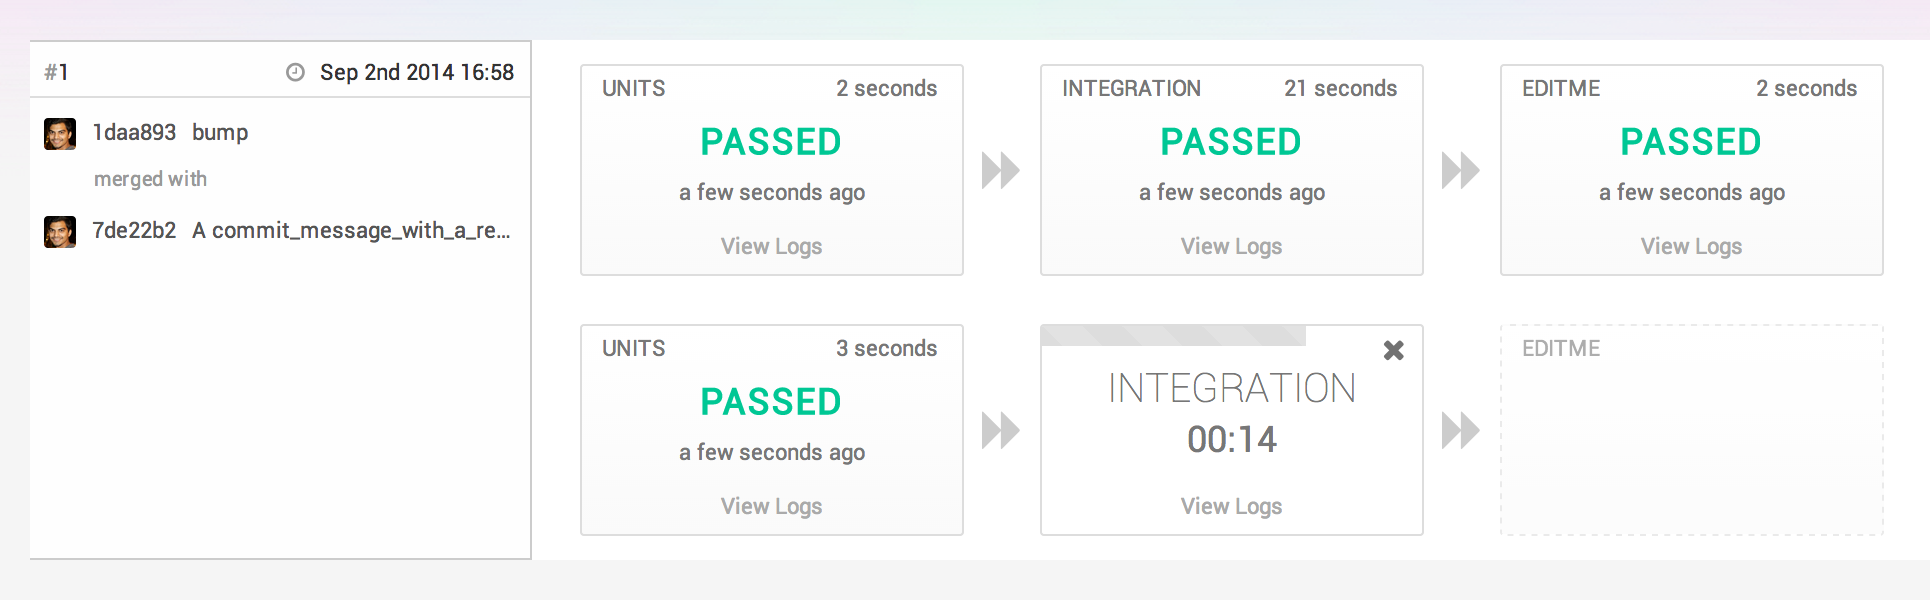 #1 Sep 2nd 2014 16:58
1daa893 bump
merged with
7de22b2 A commit_message_with_a_re...
UNITS 2 seconds
PASSED
a few seconds ago
View Logs
INTEGRATION 21 seconds
PASSED
a few seconds ago
View Logs
EDITME 2 seconds
PASSED
a few seconds ago
View Logs
UNITS 3 seconds
PASSED
a few seconds ago
View Logs
INTEGRATION
00:14
View Logs
EDITME